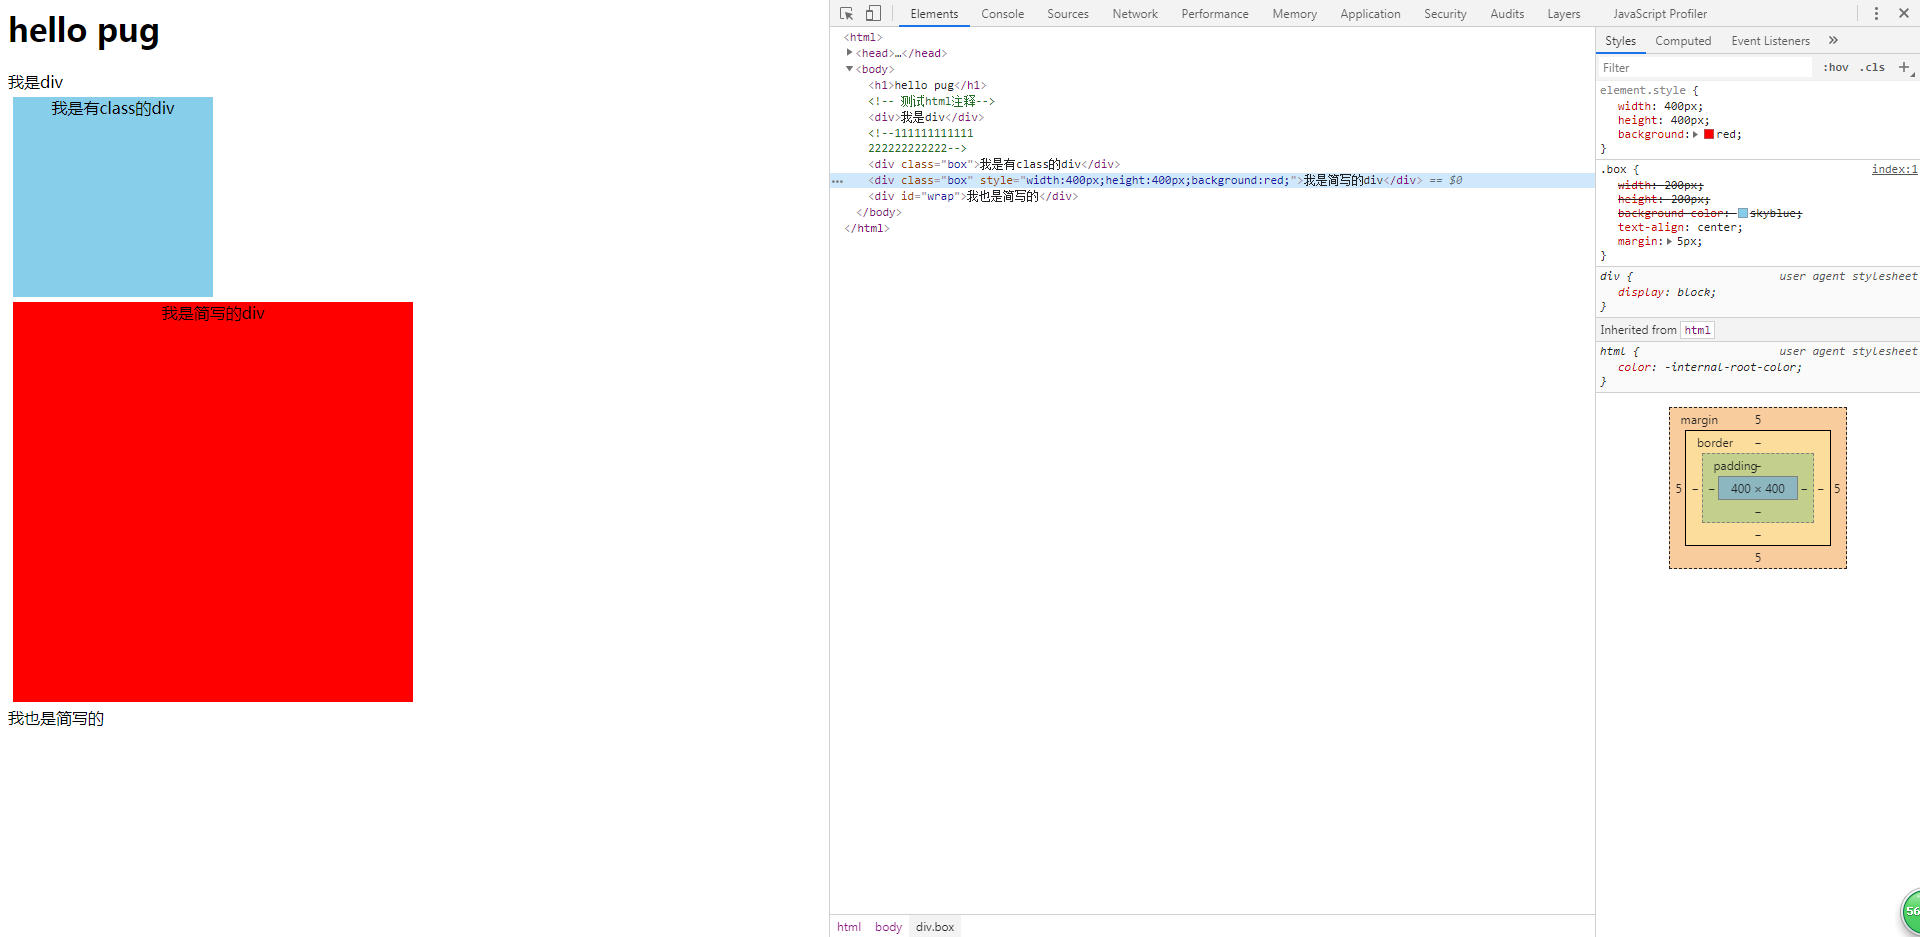 hello pug
我是div
我是有class的div
我是简写的div
我也是简写的
Elements Console Sources Network Performance Memory Application Security Audits Layers JavaScript Profiler
<html>
<head>…</head>
<body>
<h1>hello pug</h1>
<!-- 测试html注释-->
<div>我是div</div>
<!--111111111111
222222222222-->
<div class="box">我是有class的div</div>
<div class="box" style="width:400px;height:400px;background:red;">我是简写的div</div> == $0
<div id="wrap">我也是简写的</div>
</body>
</html>
html body div.box
Styles Computed Event Listeners »
Filter :hov .cls +
element.style {
width: 400px;
height: 400px;
background: red;
}
.box { index:1
width: 200px;
height: 200px;
background-color: skyblue;
text-align: center;
margin: 5px;
}
div { user agent stylesheet
display: block;
}
Inherited from html
html { user agent stylesheet
color: -internal-root-color;
}
margin 5
border –
padding –
5 – – 400 × 400 – – 5
–
–
5
56